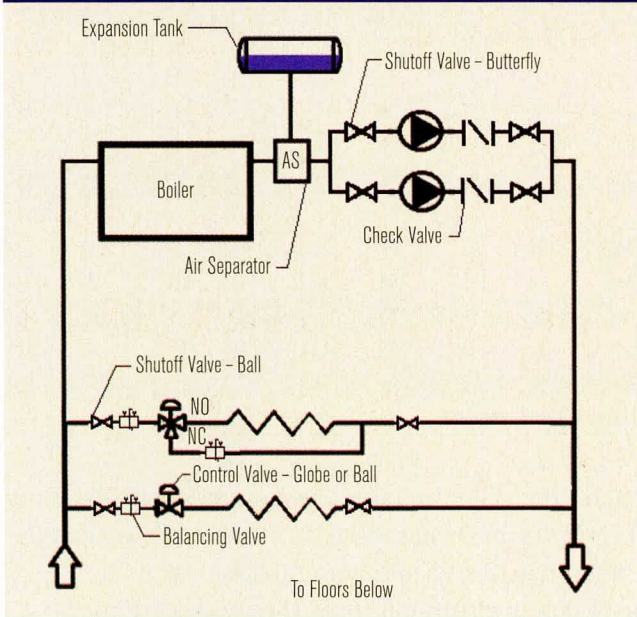 Expansion Tank
Shutoff Valve – Butterfly
AS
Boiler
Check Valve
Air Separator
Shutoff Valve – Ball
NO
NC
Control Valve – Globe or Ball
Balancing Valve
To Floors Below